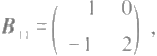 B₁₁ = ( 1 0
-1 2 ) ,